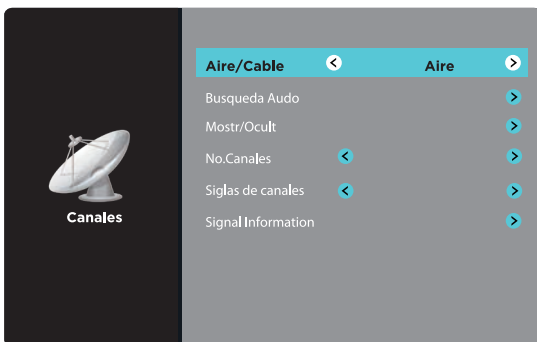 Aire/Cable Aire
Busqueda Audo
Mostr/Ocult
No.Canales
Siglas de canales
Canales
Signal Information